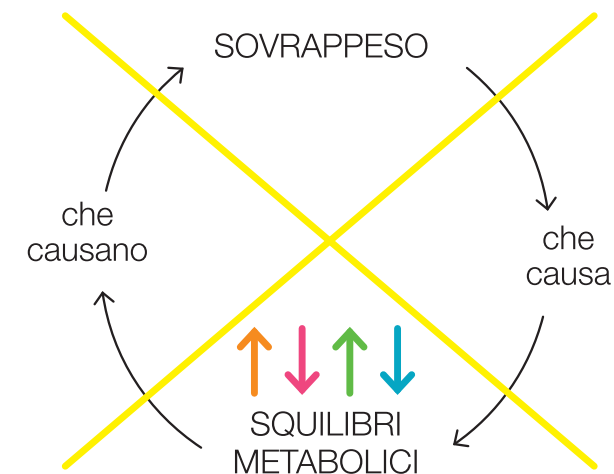 SOVRAPPESO
che
causa
SQUILIBRI
METABOLICI
che
causano